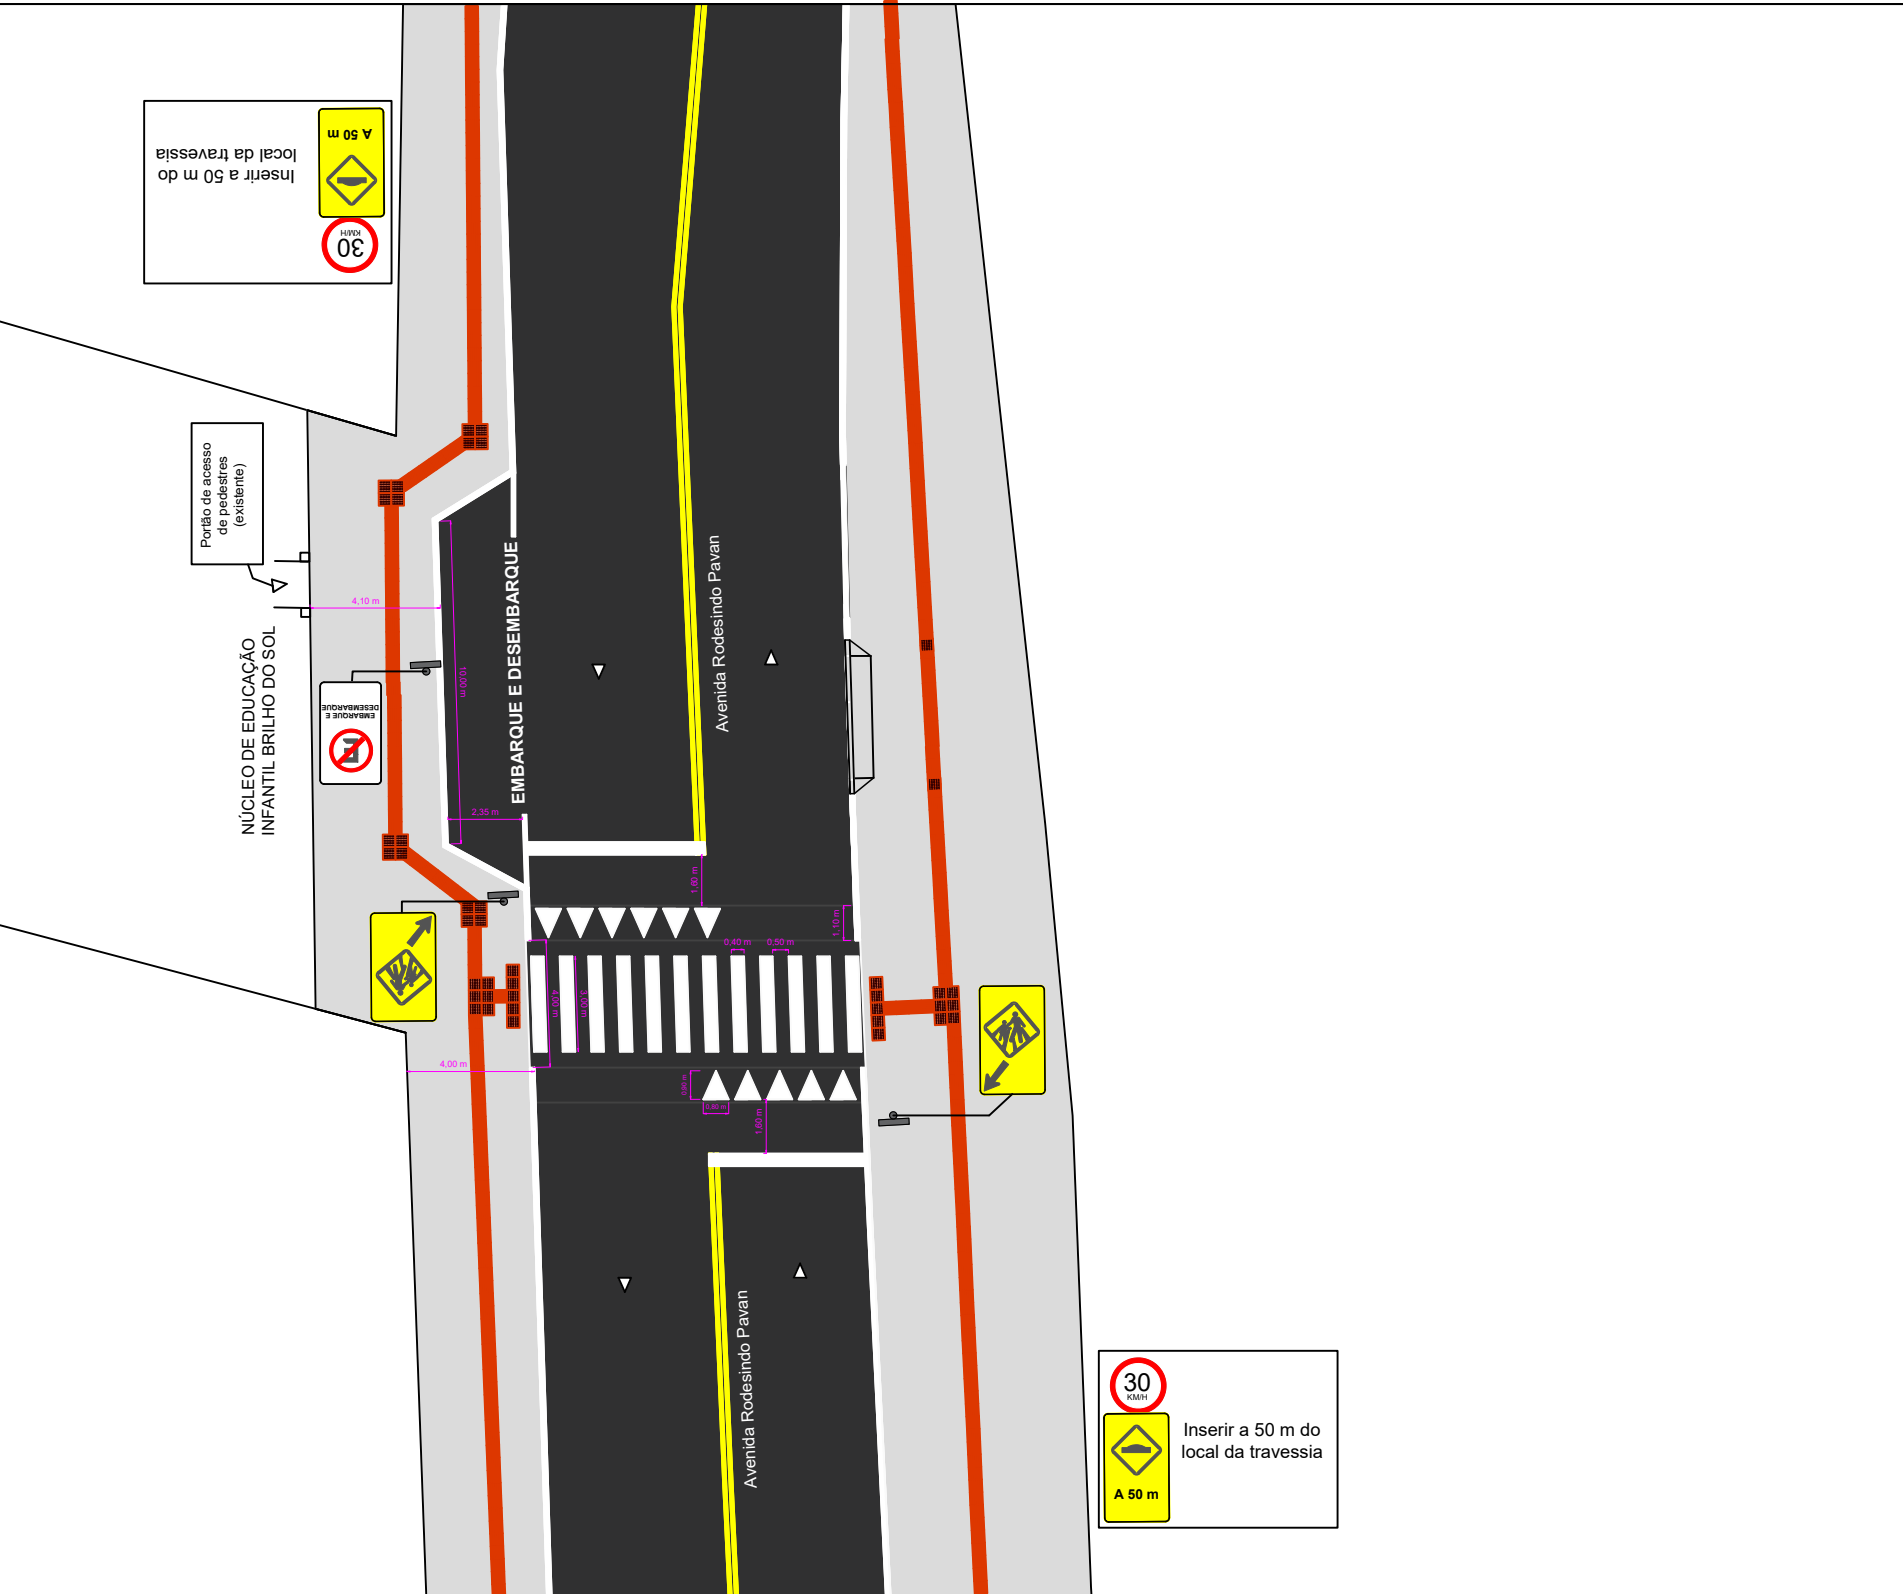 Inserir a 50 m do
local da travessia
A 50 m
30
KM/H
Portão de acesso
de pedestres
(existente)
4,10 m
NÚCLEO DE EDUCAÇÃO
INFANTIL BRILHO DO SOL
EMBARQUE E
DESEMBARQUE
E
10,00 m
EMBARQUE E DESEMBARQUE
Avenida Rodesindo Pavan
2,35 m
1,60 m
1,10 m
0,40 m
0,50 m
4,00 m
3,00 m
4,00 m
0,90 m
0,80 m
1,60 m
Avenida Rodesindo Pavan
30
KM/H
A 50 m
Inserir a 50 m do
local da travessia